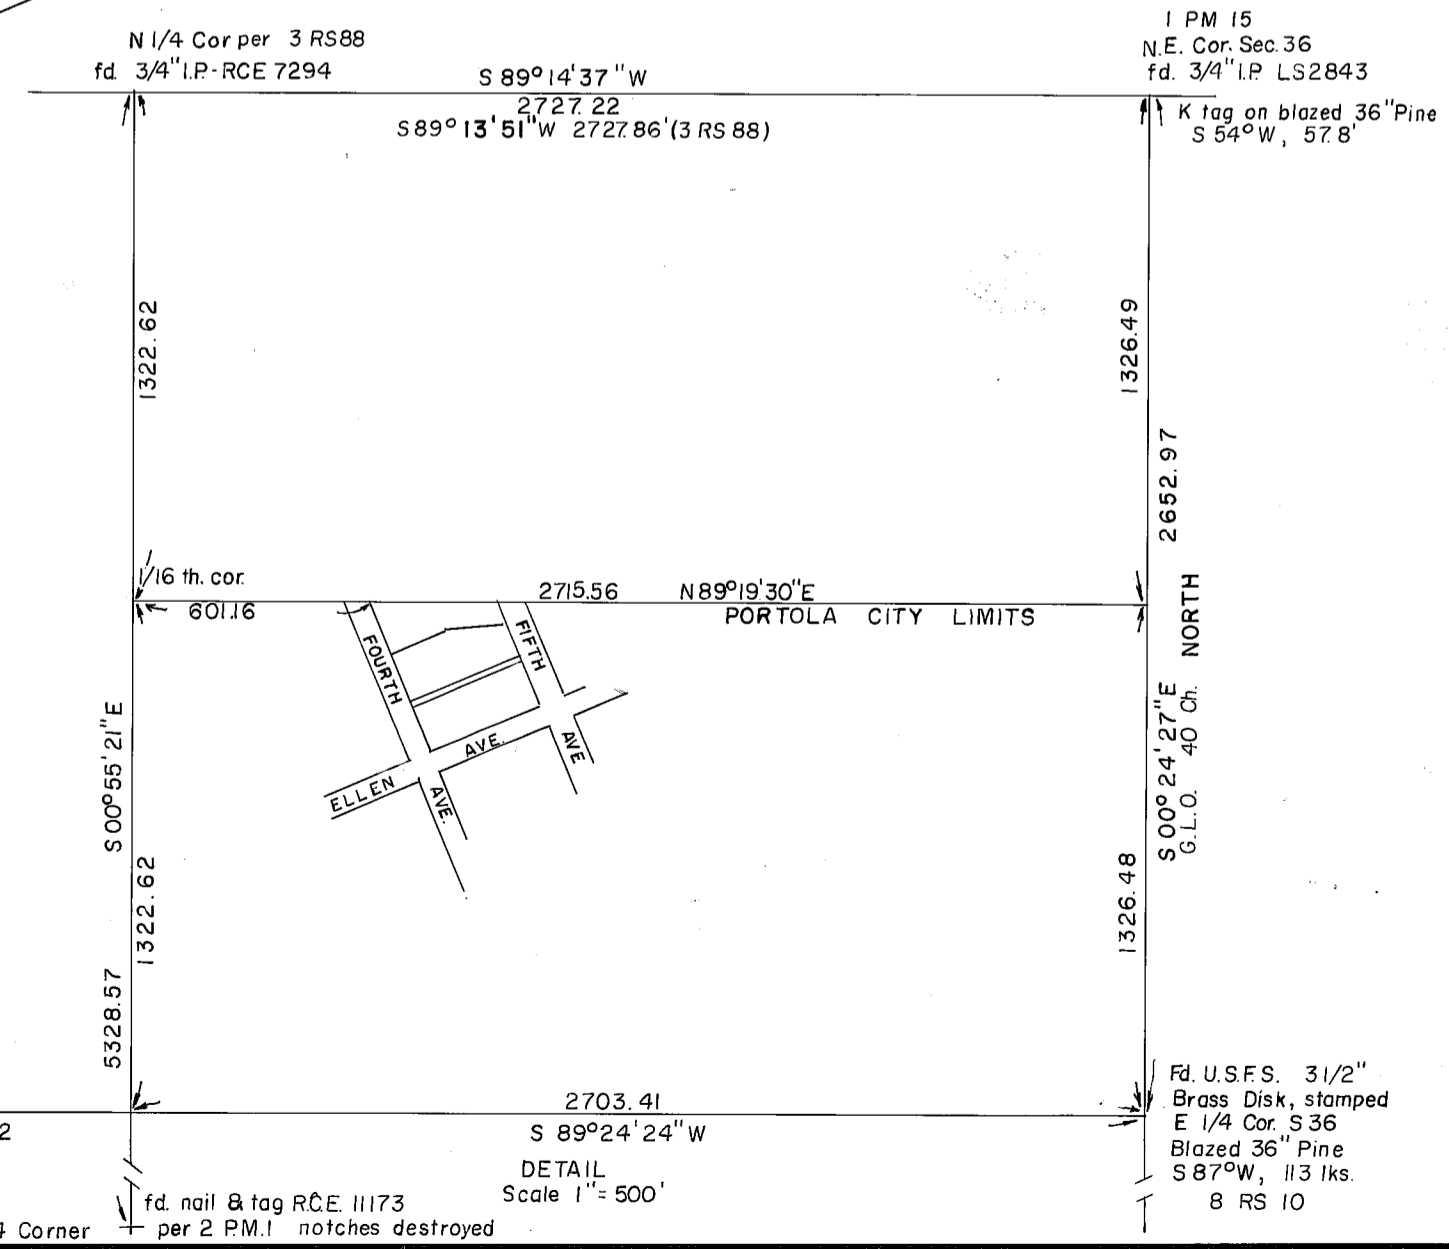 N 1/4 Cor per 3 RS88
fd. 3/4" I.P.-RCE 7294
S 89° 14' 37" W
2727.22
S 89° 13' 51" W 2727.86' (3 RS 88)
1 PM 15
N.E. Cor. Sec. 36
fd. 3/4" I.P. LS2843
K tag on blazed 36" Pine
S 54° W, 57.8'
1322.62
1326.49
2652.97
1/16 th. cor.
601.16
2715.56 N 89° 19' 30" E
PORTOLA CITY LIMITS
FOURTH
AVE.
FIFTH
AVE
ELLEN
AVE.
NORTH
S 00° 24' 27" E
G.L.O. 40 Ch.
S 00° 55' 21" E
1322.62
5328.57
1326.48
2703.41
S 89° 24' 24" W
DETAIL
Scale 1" = 500'
Fd. U.S.F.S. 3 1/2"
Brass Disk, stamped
E 1/4 Cor. S 36
Blazed 36" Pine
S 87° W, 113 lks.
8 RS 10
2
fd. nail & tag R.C.E. 11173
4 Corner
per 2 P.M.1 notches destroyed